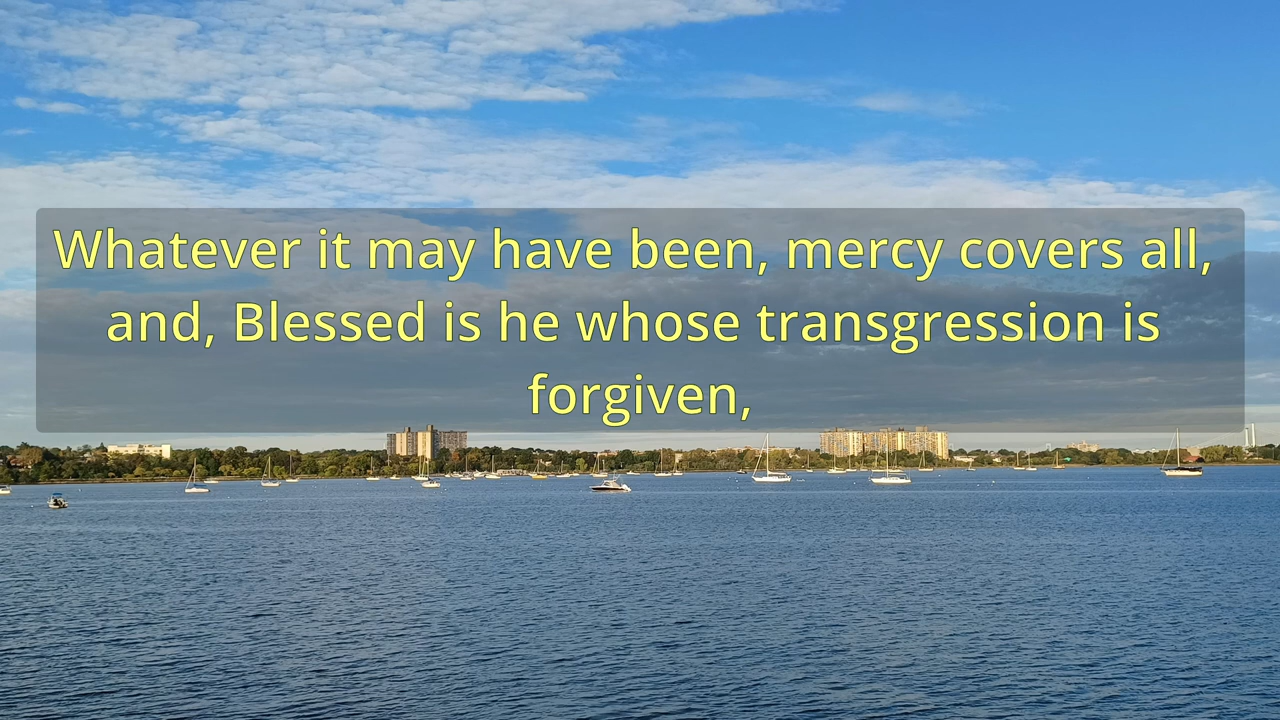 Whatever it may have been, mercy covers all,
and, Blessed is he whose transgression is
forgiven,